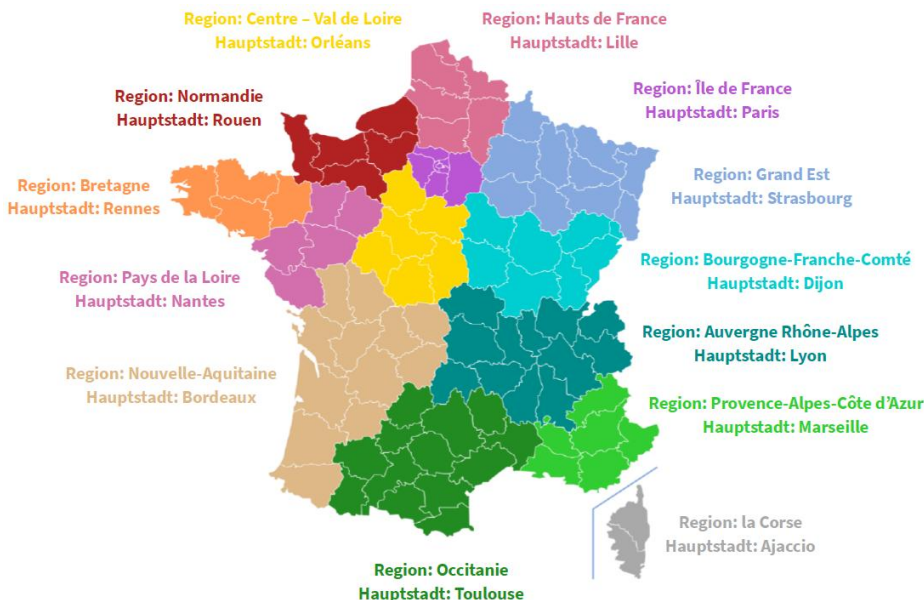 Region: Centre – Val de Loire
Hauptstadt: Orléans
Region: Hauts de France
Hauptstadt: Lille
Region: Normandie
Hauptstadt: Rouen
Region: Île de France
Hauptstadt: Paris
Region: Bretagne
Hauptstadt: Rennes
Region: Grand Est
Hauptstadt: Strasbourg
Region: Pays de la Loire
Hauptstadt: Nantes
Region: Bourgogne-Franche-Comté
Hauptstadt: Dijon
Region: Auvergne Rhône-Alpes
Hauptstadt: Lyon
Region: Nouvelle-Aquitaine
Hauptstadt: Bordeaux
Region: Provence-Alpes-Côte d’Azur
Hauptstadt: Marseille
Region: la Corse
Hauptstadt: Ajaccio
Region: Occitanie
Hauptstadt: Toulouse